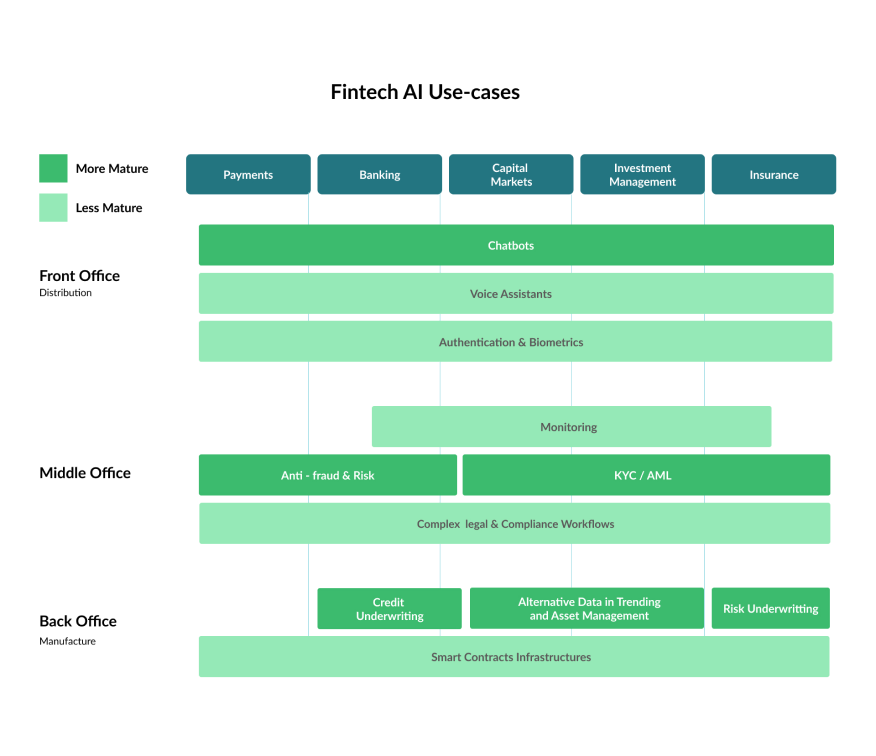 Fintech AI Use-cases
More Mature
Less Mature
Payments
Banking
Capital
Markets
Investment
Management
Insurance
Front Office
Distribution
Chatbots
Voice Assistants
Authentication & Biometrics
Middle Office
Monitoring
Anti - fraud & Risk
KYC / AML
Complex  legal & Compliance Workflows
Back Office
Manufacture
Credit
Underwriting
Alternative Data in Trending
and Asset Management
Risk Underwritting
Smart Contracts Infrastructures